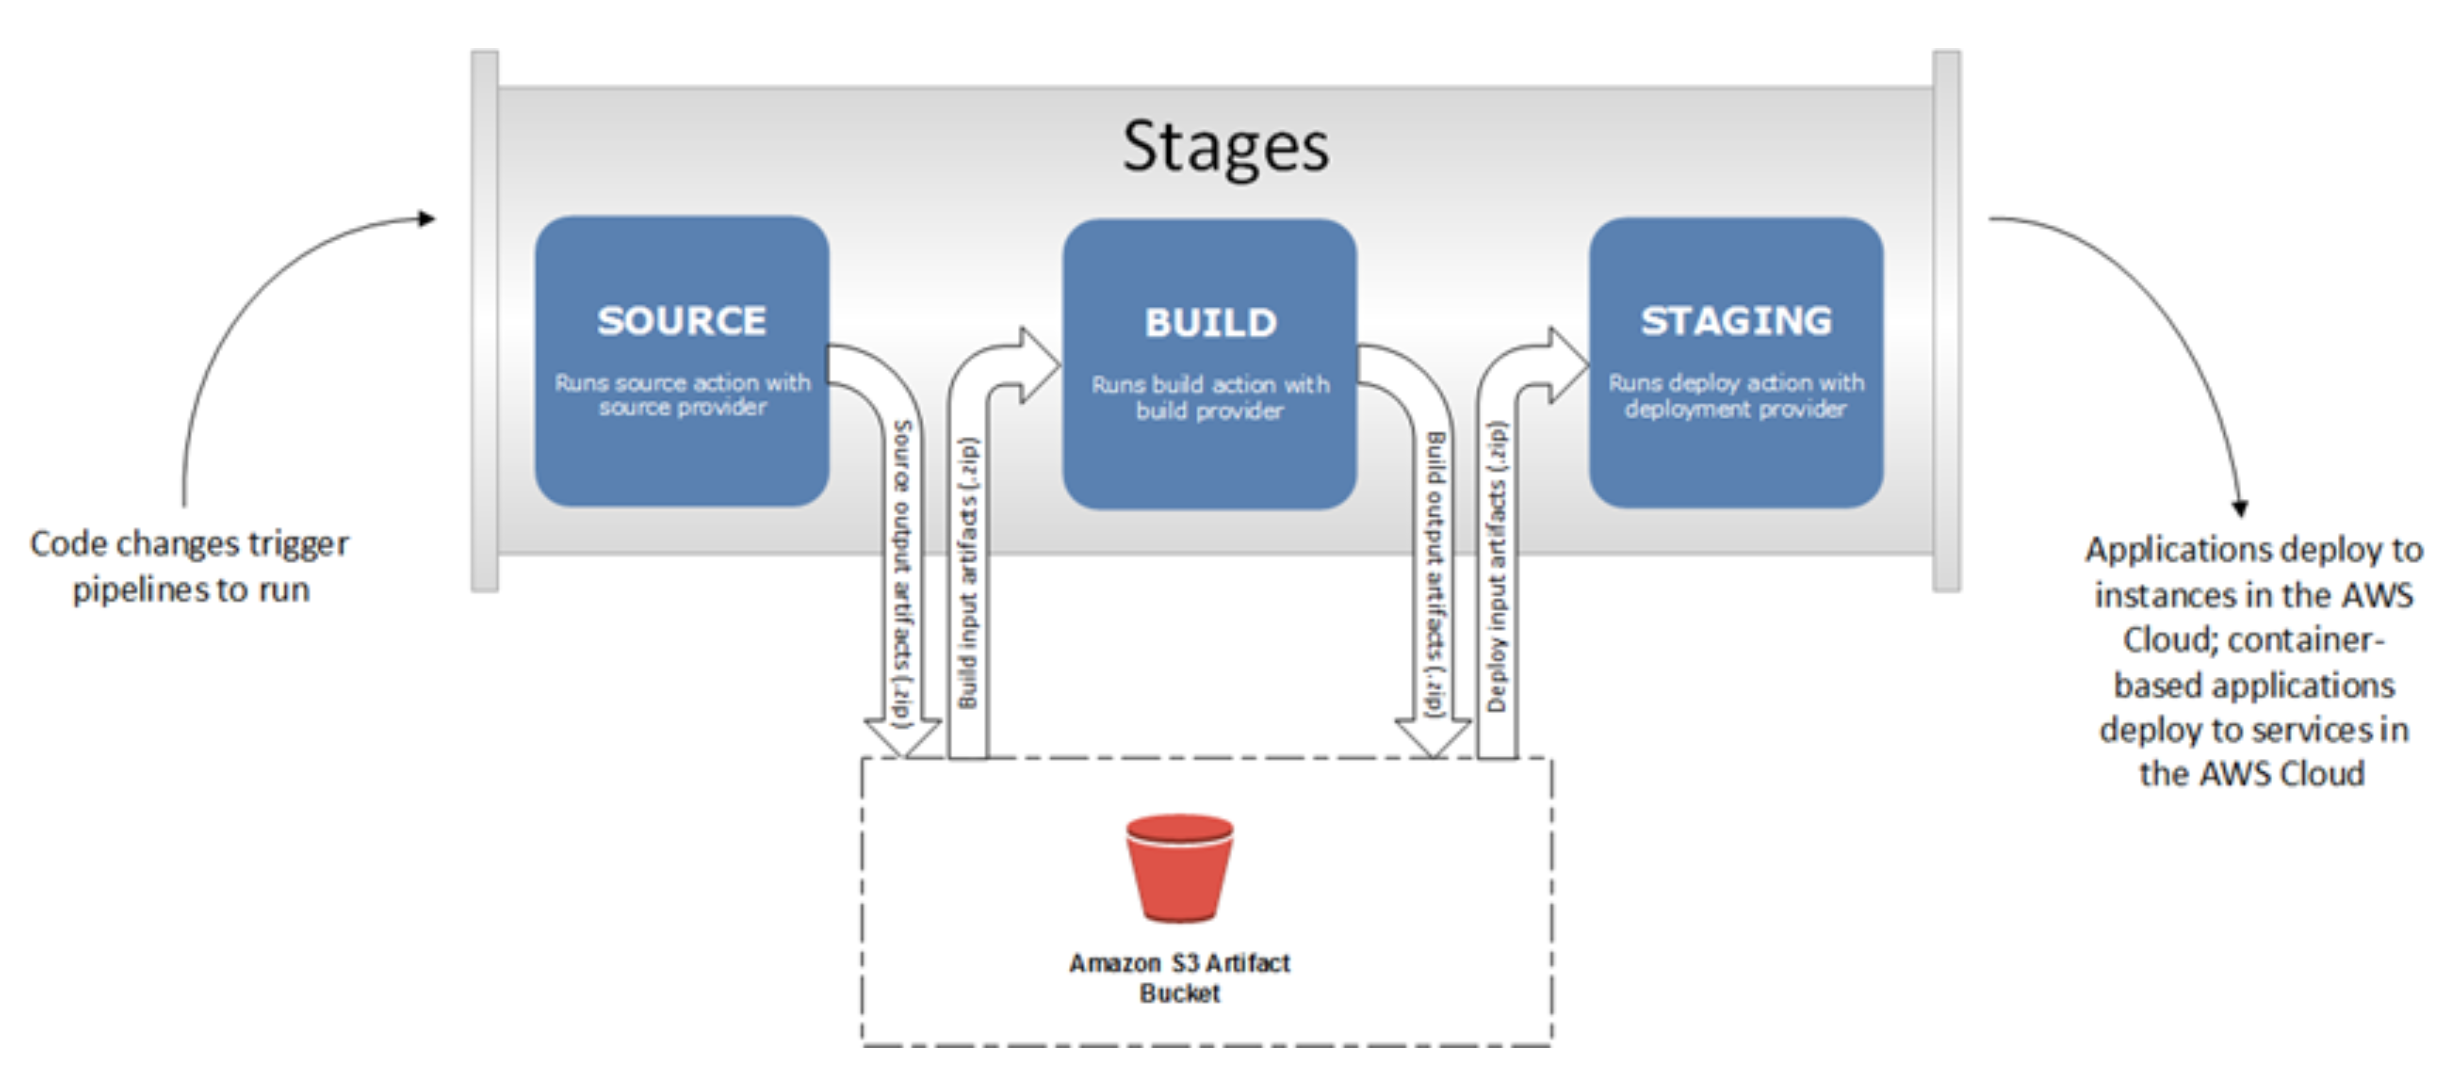 Stages
SOURCE
Runs source action with
source provider
BUILD
Runs build action with
build provider
STAGING
Runs deploy action with
deployment provider
Source output artifacts (.zip)
Build input artifacts (.zip)
Build output artifacts (.zip)
Deploy input artifacts (.zip)
Code changes trigger
pipelines to run
Applications deploy to
instances in the AWS
Cloud; container-
based applications
deploy to services in
the AWS Cloud
Amazon S3 Artifact
Bucket